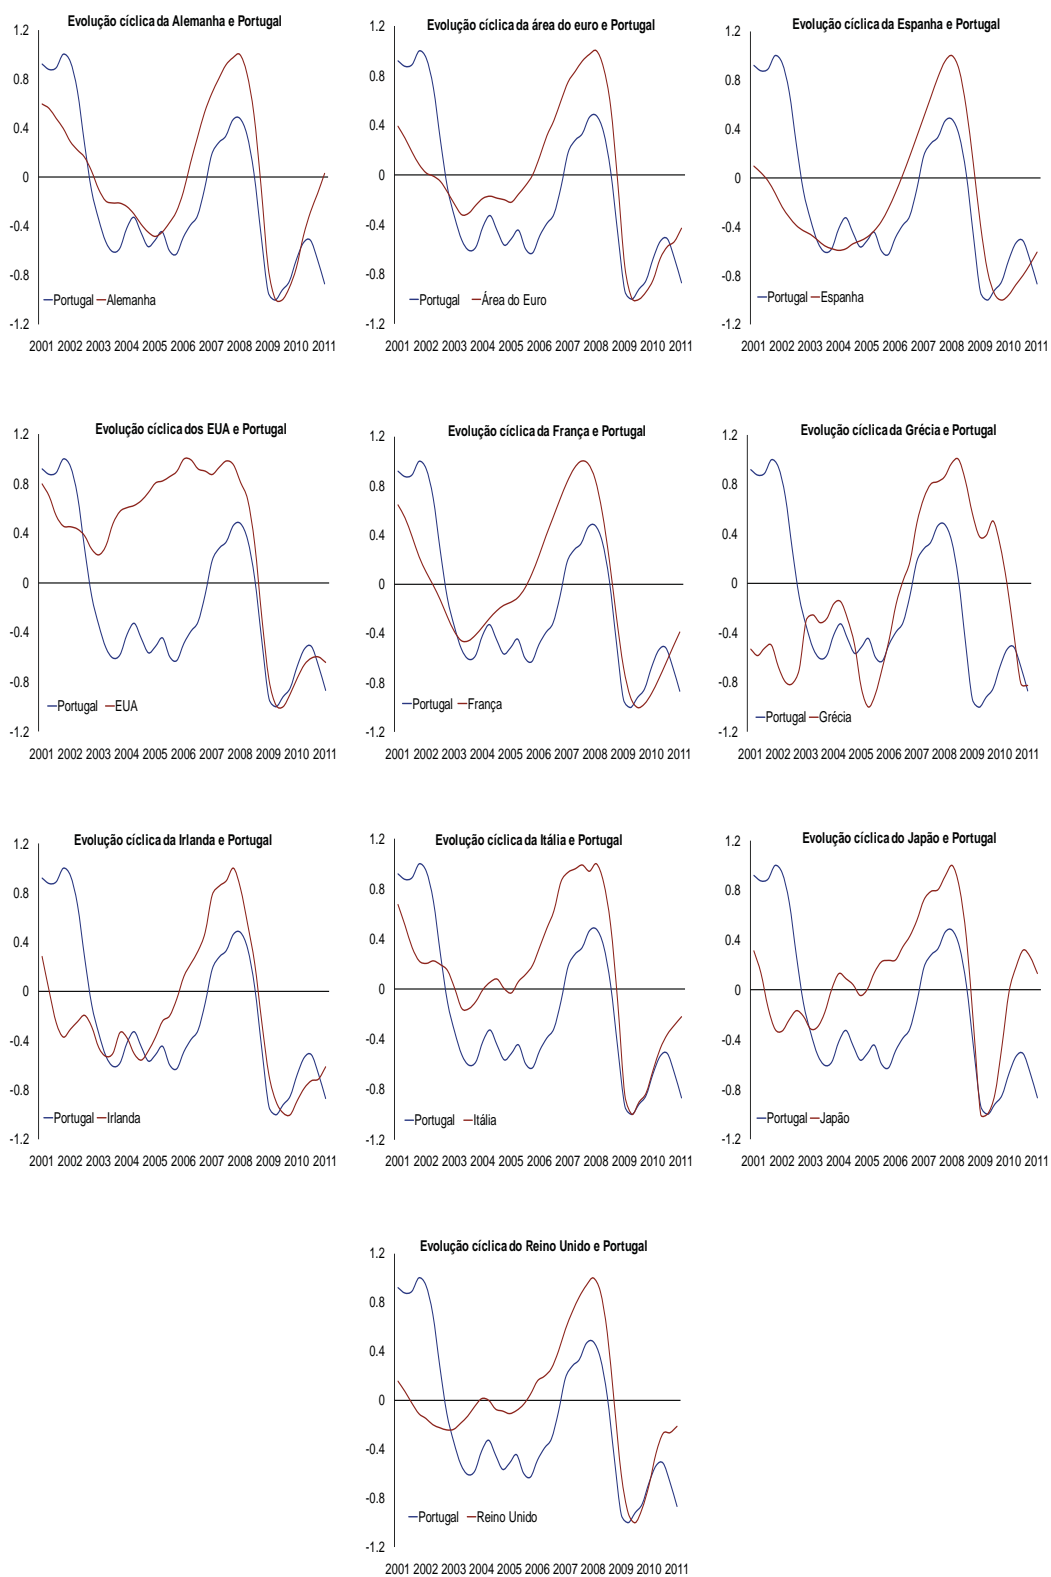 Evolução cíclica da Alemanha e Portugal
1.2
0.8
0.4
0
-0.4
-0.8
-1.2
Portugal Alemanha
2001 2002 2003 2004 2005 2006 2007 2008 2009 2010 2011
Evolução cíclica da área do euro e Portugal
1.2
0.8
0.4
0
-0.4
-0.8
-1.2
Portugal Área do Euro
2001 2002 2003 2004 2005 2006 2007 2008 2009 2010 2011
Evolução cíclica da Espanha e Portugal
1.2
0.8
0.4
0
-0.4
-0.8
-1.2
Portugal Espanha
2001 2002 2003 2004 2005 2006 2007 2008 2009 2010 2011
Evolução cíclica dos EUA e Portugal
1.2
0.8
0.4
0
-0.4
-0.8
-1.2
Portugal EUA
2001 2002 2003 2004 2005 2006 2007 2008 2009 2010 2011
Evolução cíclica da França e Portugal
1.2
0.8
0.4
0
-0.4
-0.8
-1.2
Portugal França
2001 2002 2003 2004 2005 2006 2007 2008 2009 2010 2011
Evolução cíclica da Grécia e Portugal
1.2
0.8
0.4
0
-0.4
-0.8
-1.2
Portugal Grécia
2001 2002 2003 2004 2005 2006 2007 2008 2009 2010 2011
Evolução cíclica da Irlanda e Portugal
1.2
0.8
0.4
0
-0.4
-0.8
-1.2
Portugal Irlanda
2001 2002 2003 2004 2005 2006 2007 2008 2009 2010 2011
Evolução cíclica da Itália e Portugal
1.2
0.8
0.4
0
-0.4
-0.8
-1.2
Portugal Itália
2001 2002 2003 2004 2005 2006 2007 2008 2009 2010 2011
Evolução cíclica do Japão e Portugal
1.2
0.8
0.4
0
-0.4
-0.8
-1.2
Portugal Japão
2001 2002 2003 2004 2005 2006 2007 2008 2009 2010 2011
Evolução cíclica do Reino Unido e Portugal
1.2
0.8
0.4
0
-0.4
-0.8
-1.2
Portugal Reino Unido
2001 2002 2003 2004 2005 2006 2007 2008 2009 2010 2011